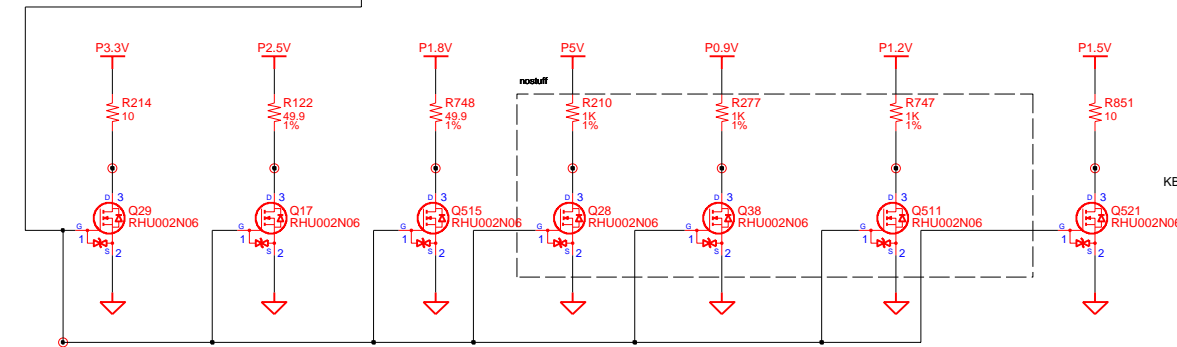 P3.3V P2.5V P1.8V P5V P0.9V P1.2V P1.5V
nostuff
R214 R122 R748 R210 R277 R747 R851
10 49.9 49.9 1K 1K 1K 10
1% 1% 1% 1% 1%
KE
D 3 D 3 D 3 D 3 D 3 D 3 D 3
Q29 Q17 Q515 Q28 Q38 Q511 Q521
RHU002N06 RHU002N06 RHU002N06 RHU002N06 RHU002N06 RHU002N06 RHU002N06
G G G G G G G
1 1 1 1 1 1 1
S 2 S 2 S 2 S 2 S 2 S 2 S 2